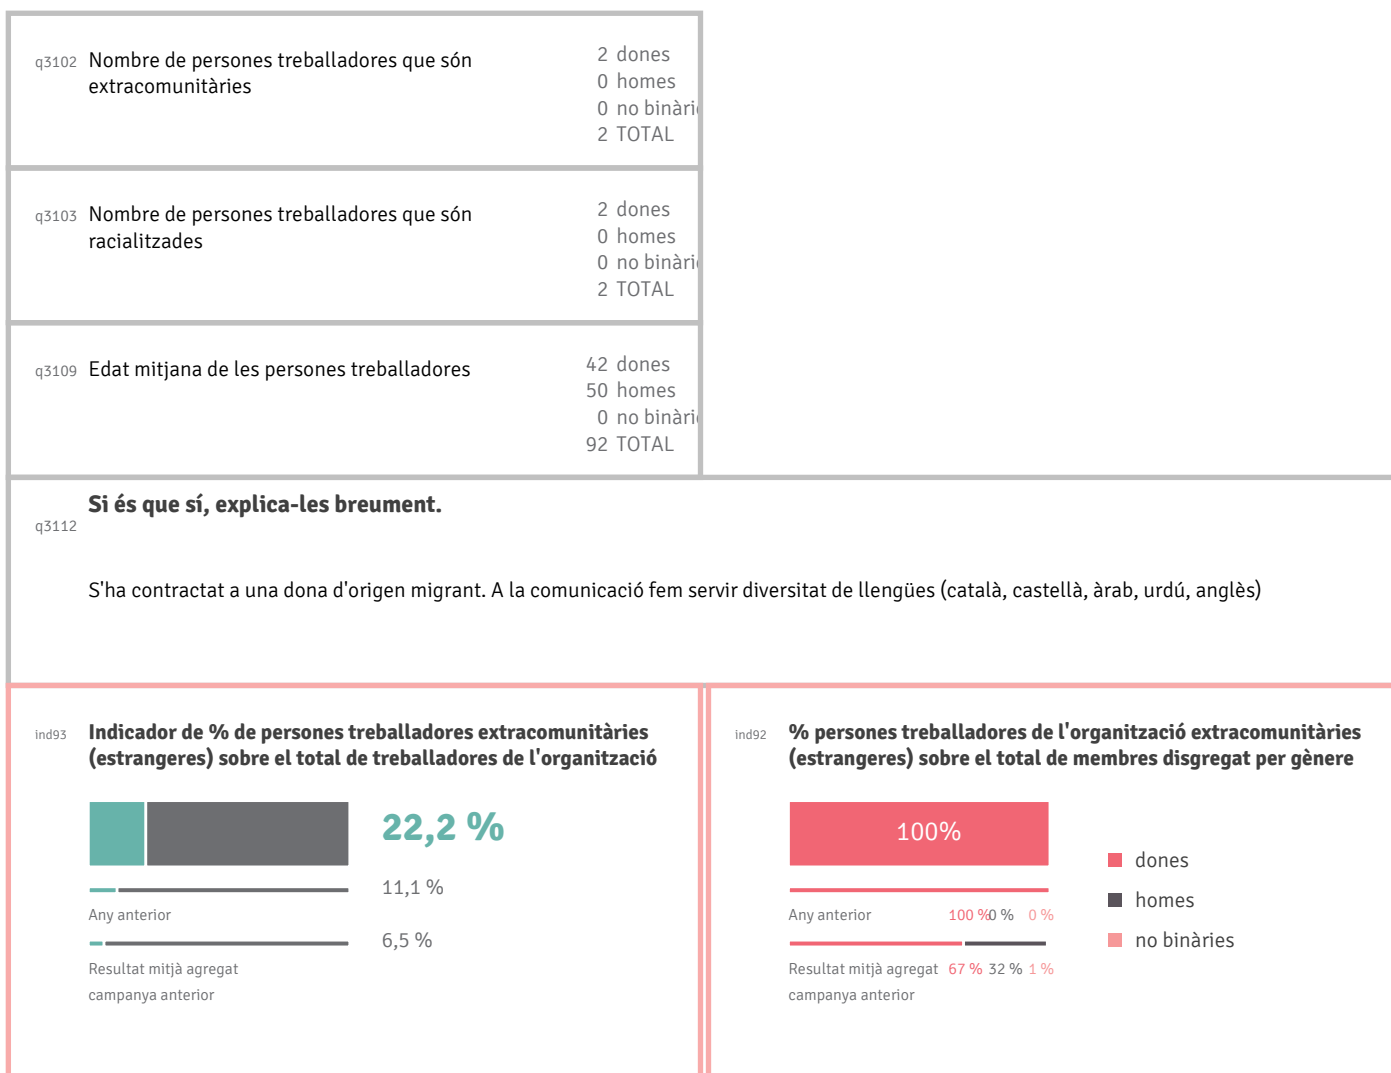 q3102 Nombre de persones treballadores que són
extracomunitàries
2 dones
0 homes
0 no binàri
2 TOTAL
q3103 Nombre de persones treballadores que són
racialitzades
2 dones
0 homes
0 no binàri
2 TOTAL
q3109 Edat mitjana de les persones treballadores
42 dones
50 homes
0 no binàri
92 TOTAL
Si és que sí, explica-les breument.
q3112
S'ha contractat a una dona d'origen migrant. A la comunicació fem servir diversitat de llengües (català, castellà, àrab, urdú, anglès)
ind93 Indicador de % de persones treballadores extracomunitàries
(estrangeres) sobre el total de treballadores de l'organització
22,2 %
11,1 %
Any anterior
6,5 %
Resultat mitjà agregat
campanya anterior
ind92 % persones treballadores de l'organització extracomunitàries
(estrangeres) sobre el total de membres disgregat per gènere
100%
dones
homes
no binàries
Any anterior 100 % 0 % 0 %
Resultat mitjà agregat 67 % 32 % 1 %
campanya anterior